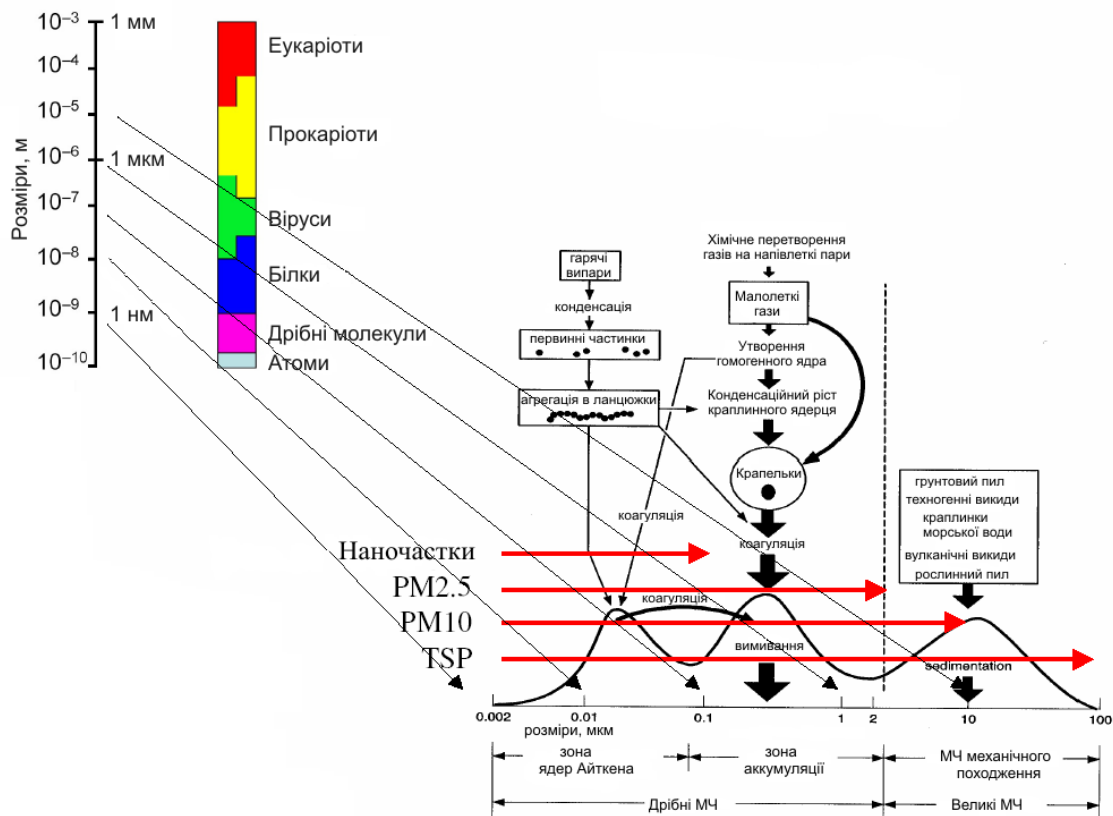 Розміри, м
10⁻³
1 мм
10⁻⁴
10⁻⁵
10⁻⁶
1 мкм
10⁻⁷
10⁻⁸
10⁻⁹
1 нм
10⁻¹⁰
Еукаріоти
Прокаріоти
Віруси
Білки
Дрібні молекули
Атоми
гарячі
випари
конденсація
первинні частинки
агрегація в ланцюжки
Хімічне перетворення
газів на напівлеткі пари
Малолеткі
гази
Утворення
гомогенного ядра
Конденсаційний ріст
краплинного ядерця
Крапельки
коагуляція
коагуляція
грунтовий пил
техногенні викиди
краплинки
морської води
вулканічні викиди
рослинний пил
Наночастки
PM2.5
коагуляція
PM10
вимивання
TSP
sedimentation
0.002
0.01
0.1
1
2
10
100
розміри, мкм
зона
ядер Айткена
зона
аккумуляції
МЧ механічного
походження
Дрібні МЧ
Великі МЧ